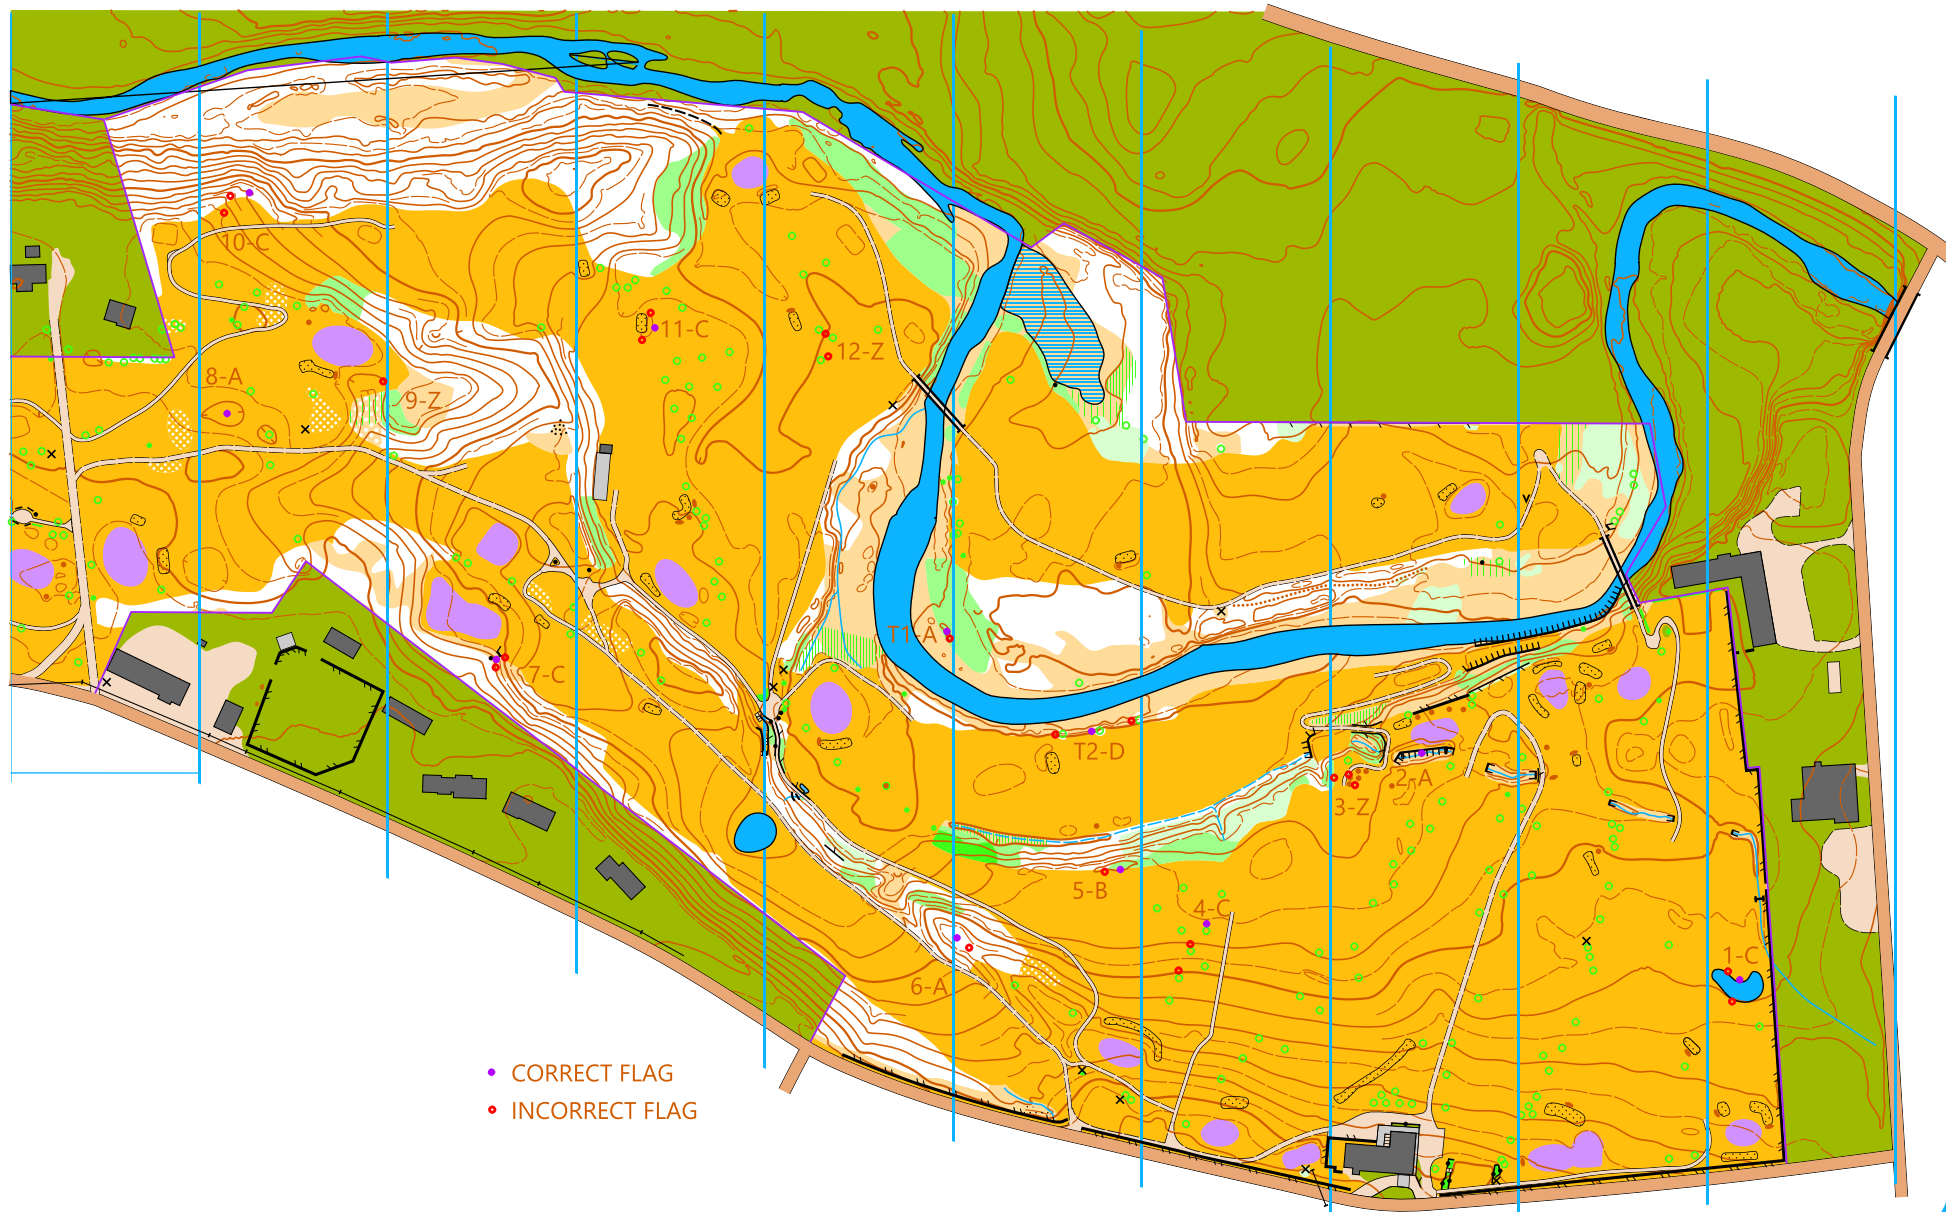 10-C
11-C
12-Z
8-A
9-Z
T1-A
7-C
T2-D
2-A
3-Z
5-B
4-C
1-C
6-A
CORRECT FLAG
INCORRECT FLAG